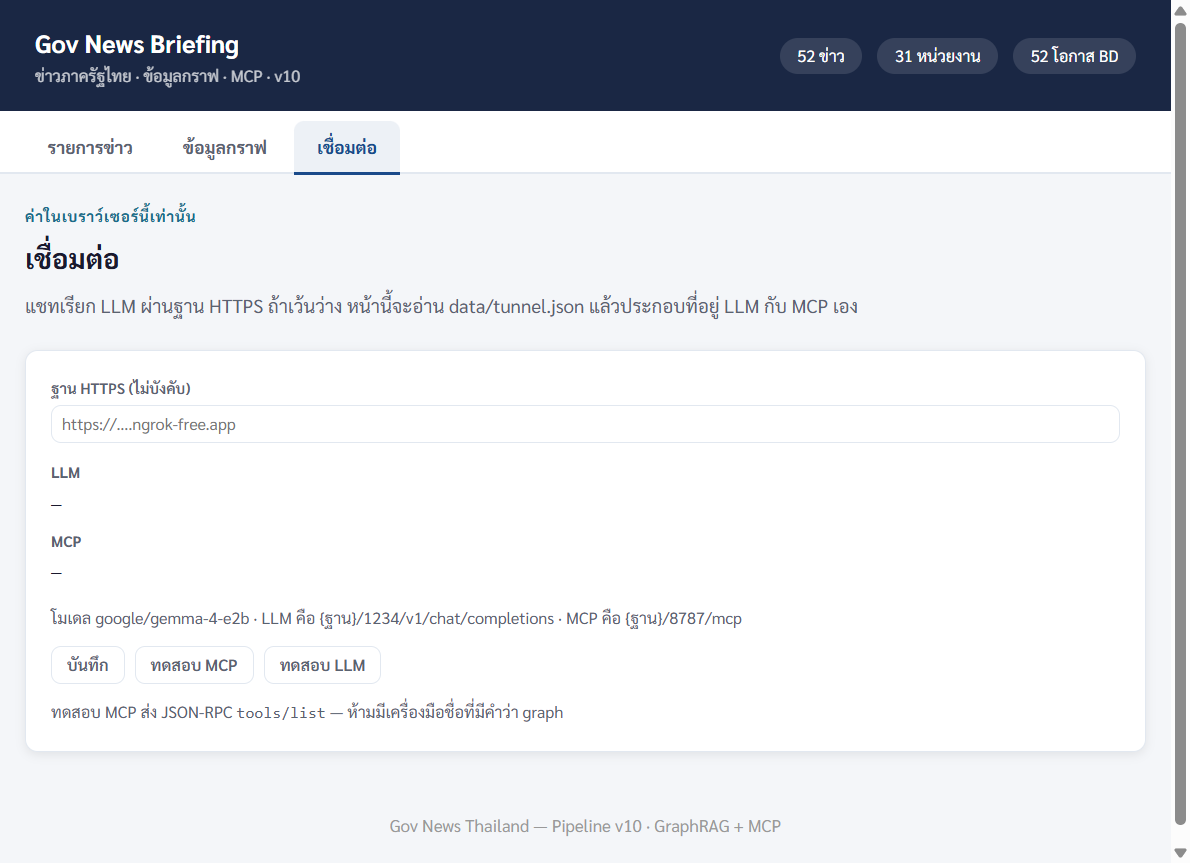 Gov News Briefing
ข่าวภาครัฐไทย · ข้อมูลกราฟ · MCP · v10
52 ข่าว
31 หน่วยงาน
52 โอกาส BD
รายการข่าว
ข้อมูลกราฟ
เชื่อมต่อ
ค่าในเบราว์เซอร์นี้เท่านั้น
เชื่อมต่อ
แชทเรียก LLM ผ่านฐาน HTTPS ถ้าเว้นว่าง หน้านี้จะอ่าน data/tunnel.json แล้วประกอบที่อยู่ LLM กับ MCP เอง
ฐาน HTTPS (ไม่บังคับ)
https://....ngrok-free.app
LLM
—
MCP
—
โมเดล google/gemma-4-e2b · LLM คือ {ฐาน}/1234/v1/chat/completions · MCP คือ {ฐาน}/8787/mcp
บันทึก
ทดสอบ MCP
ทดสอบ LLM
ทดสอบ MCP ส่ง JSON-RPC tools/list — ห้ามมีเครื่องมือชื่อที่มีคำว่า graph
Gov News Thailand — Pipeline v10 · GraphRAG + MCP